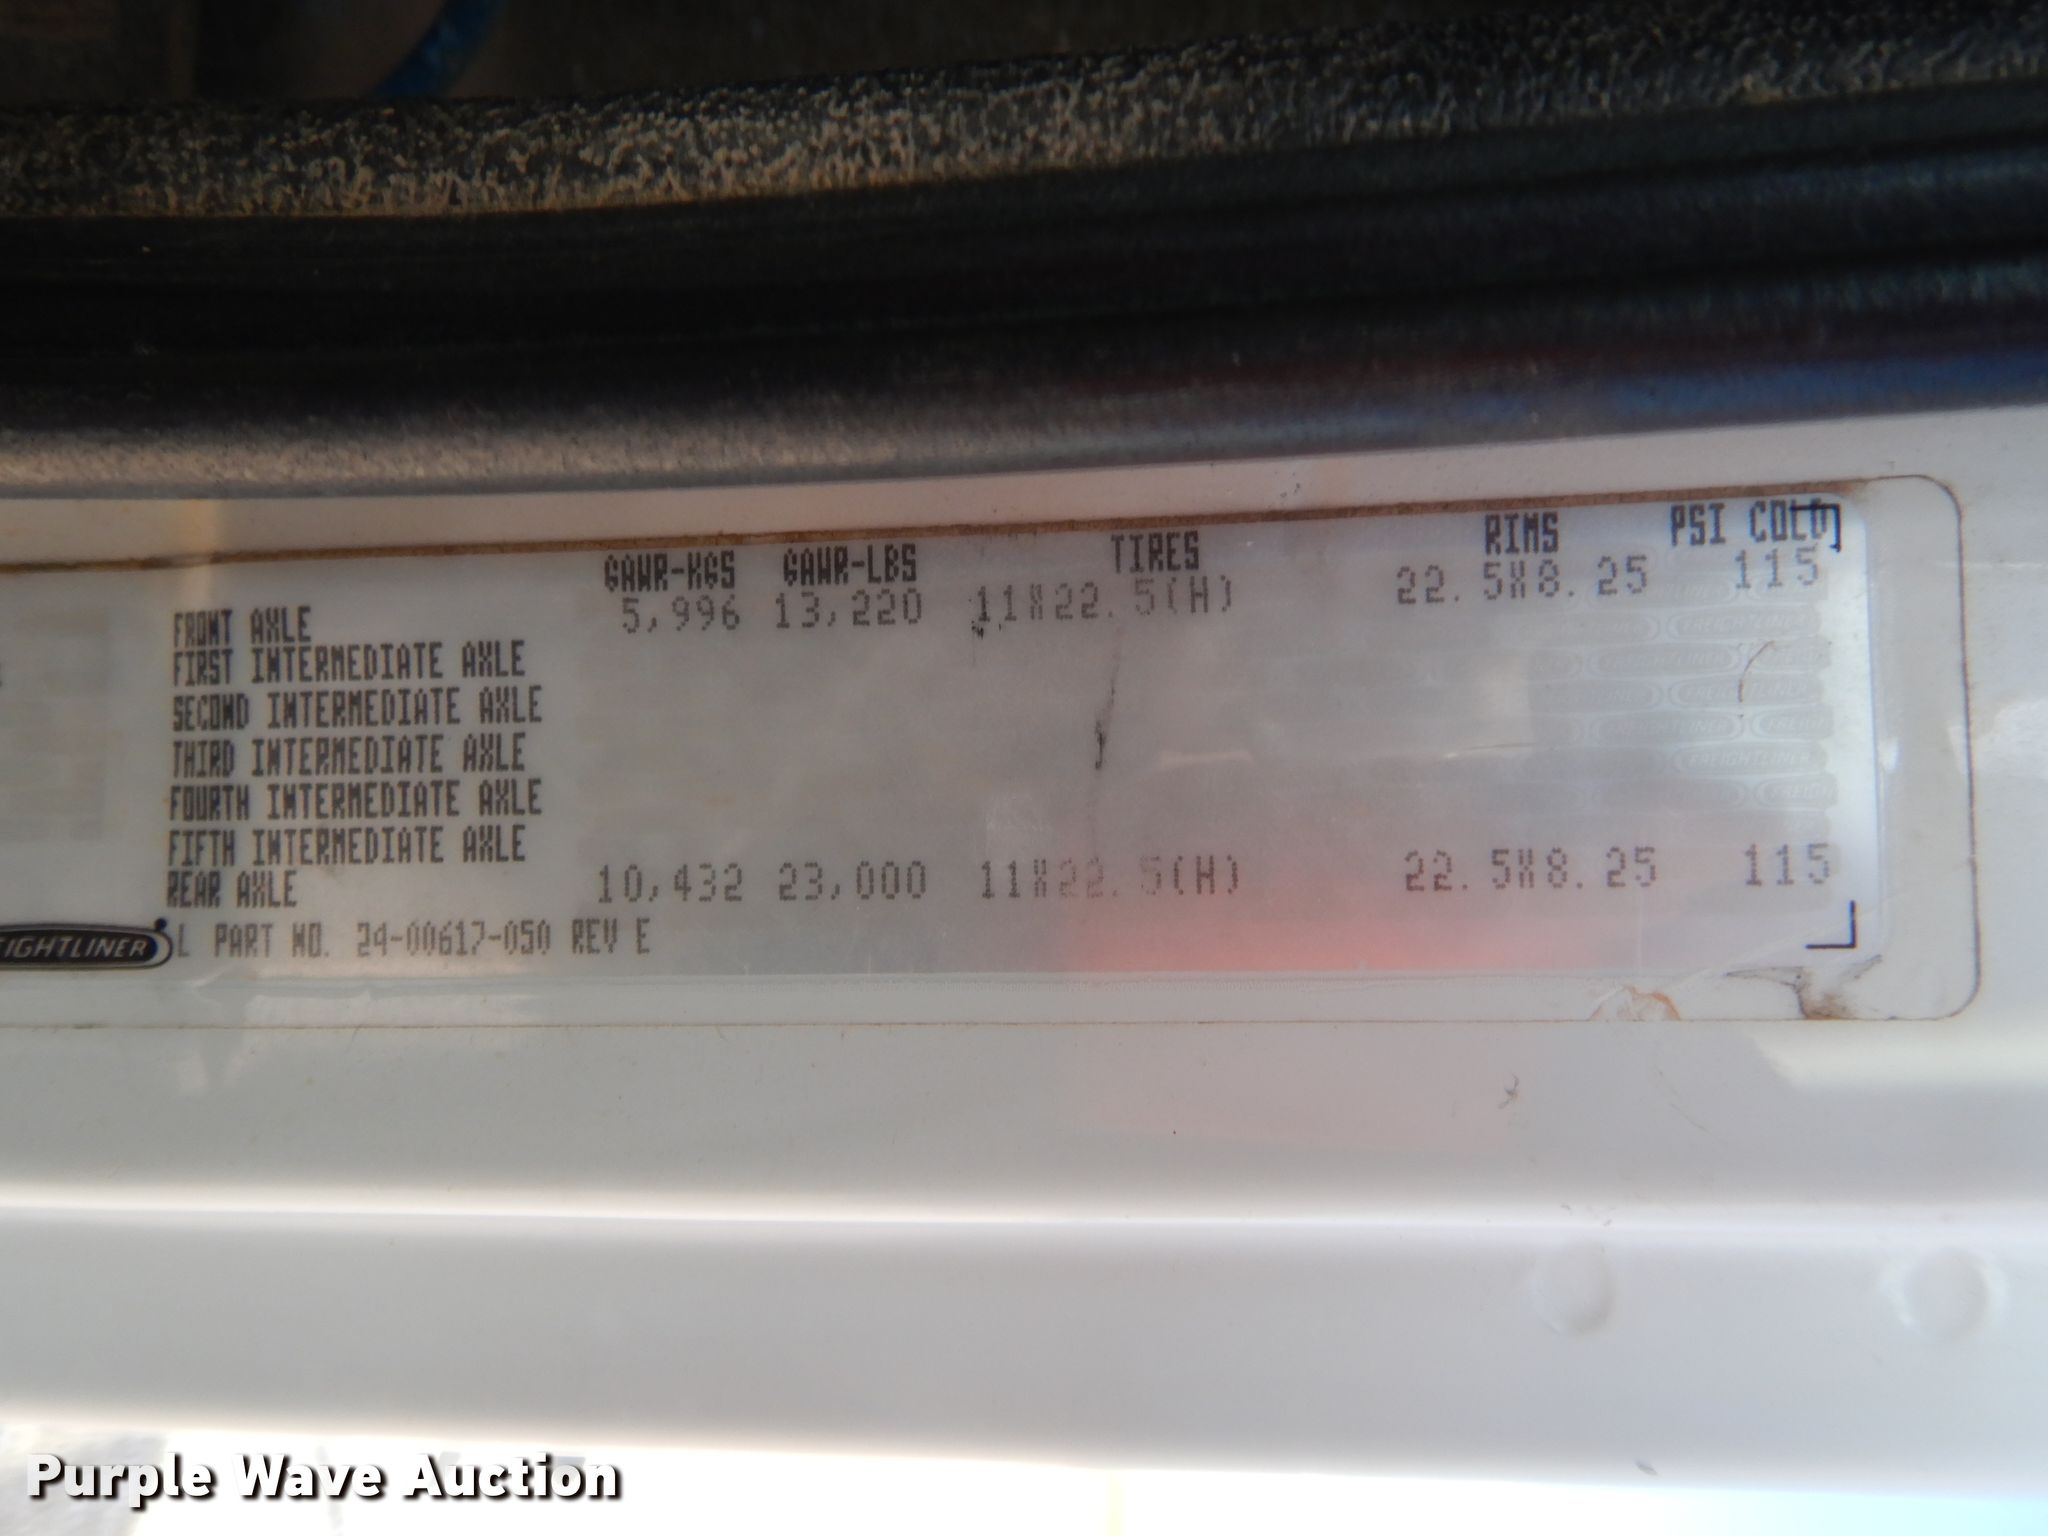 GAWR-KGS GAWR-LBS TIRES RIMS PSI COLD
FRONT AXLE 5,996 13,220 11X22.5(H) 22.5X8.25 115
FIRST INTERMEDIATE AXLE
SECOND INTERMEDIATE AXLE
THIRD INTERMEDIATE AXLE
FOURTH INTERMEDIATE AXLE
FIFTH INTERMEDIATE AXLE
REAR AXLE 10,432 23,000 11X22.5(H) 22.5X8.25 115
EIGHTLINER L PART NO. 24-00617-050 REV E
Purple Wave Auction